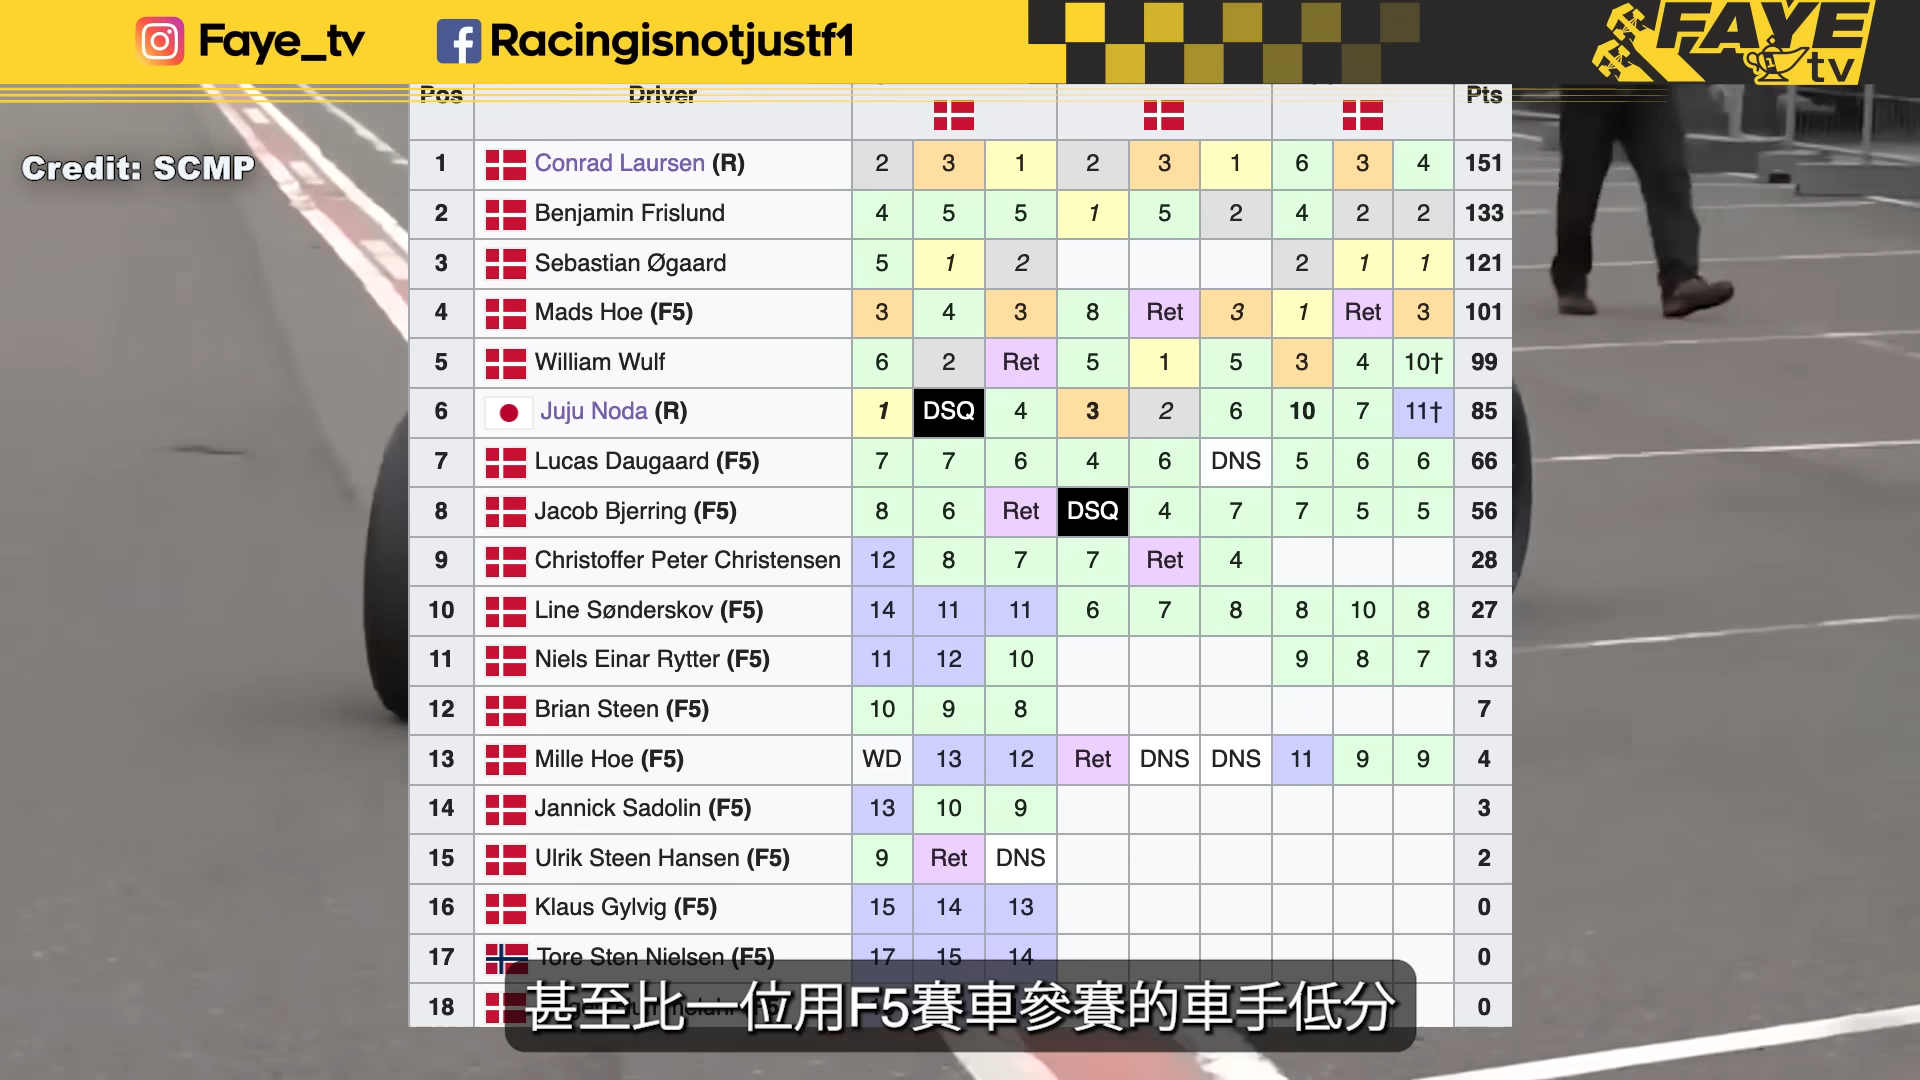 Faye_tv
Racingisnotjustf1
FAYE tv
Credit: SCMP
Pos Driver Pts
1 Conrad Laursen (R) 2 3 1 2 3 1 6 3 4 151
2 Benjamin Frislund 4 5 5 1 5 2 4 2 2 133
3 Sebastian Øgaard 5 1 2 2 1 1 121
4 Mads Hoe (F5) 3 4 3 8 Ret 3 1 Ret 3 101
5 William Wulf 6 2 Ret 5 1 5 3 4 10† 99
6 Juju Noda (R) 1 DSQ 4 3 2 6 10 7 11† 85
7 Lucas Daugaard (F5) 7 7 6 4 6 DNS 5 6 6 66
8 Jacob Bjerring (F5) 8 6 Ret DSQ 4 7 7 5 5 56
9 Christoffer Peter Christensen 12 8 7 7 Ret 4 28
10 Line Sønderskov (F5) 14 11 11 6 7 8 8 10 8 27
11 Niels Einar Rytter (F5) 11 12 10 9 8 7 13
12 Brian Steen (F5) 10 9 8 7
13 Mille Hoe (F5) WD 13 12 Ret DNS DNS 11 9 9 4
14 Jannick Sadolin (F5) 13 10 9 3
15 Ulrik Steen Hansen (F5) 9 Ret DNS 2
16 Klaus Gylvig (F5) 15 14 13 0
17 Tore Sten Nielsen (F5) 17 15 14 0
18 0
甚至比一位用F5賽車參賽的車手低分